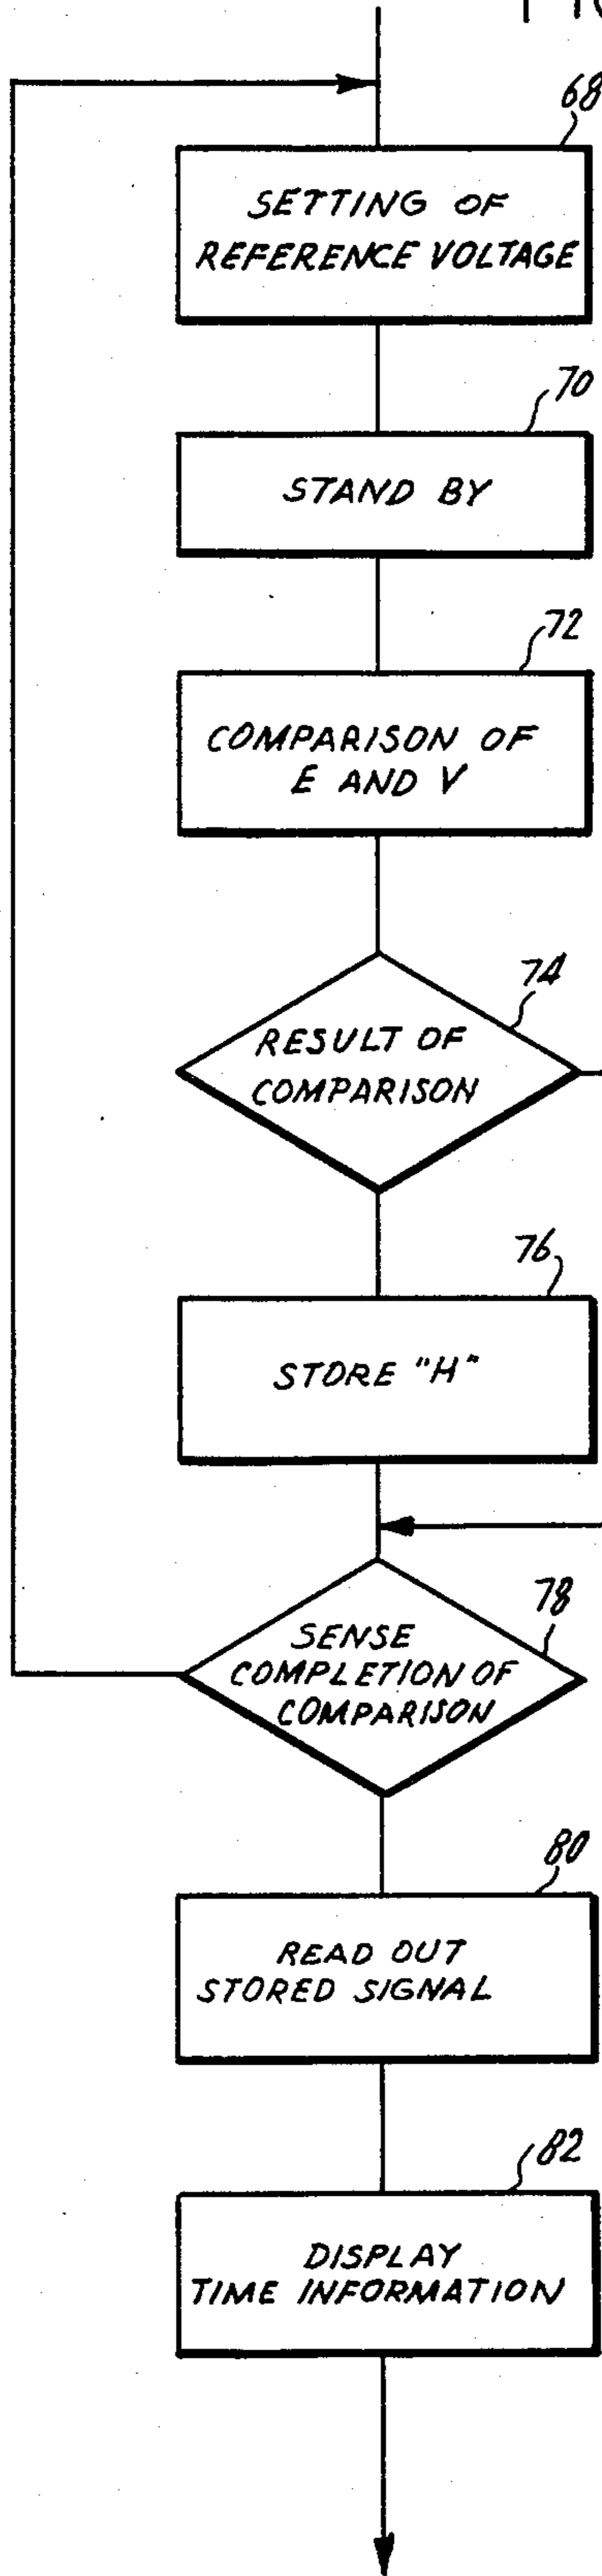 68
SETTING OF
REFERENCE VOLTAGE
70
STAND BY
72
COMPARISON OF
E AND V
74
RESULT OF
COMPARISON
76
STORE "H"
78
SENSE
COMPLETION OF
COMPARISON
80
READ OUT
STORED SIGNAL
82
DISPLAY
TIME INFORMATION